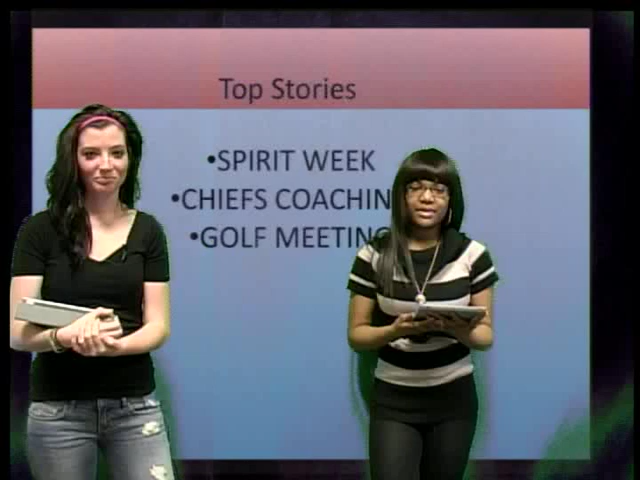 Top Stories
•SPIRIT WEEK
•CHIEFS COACHIN
•GOLF MEETING